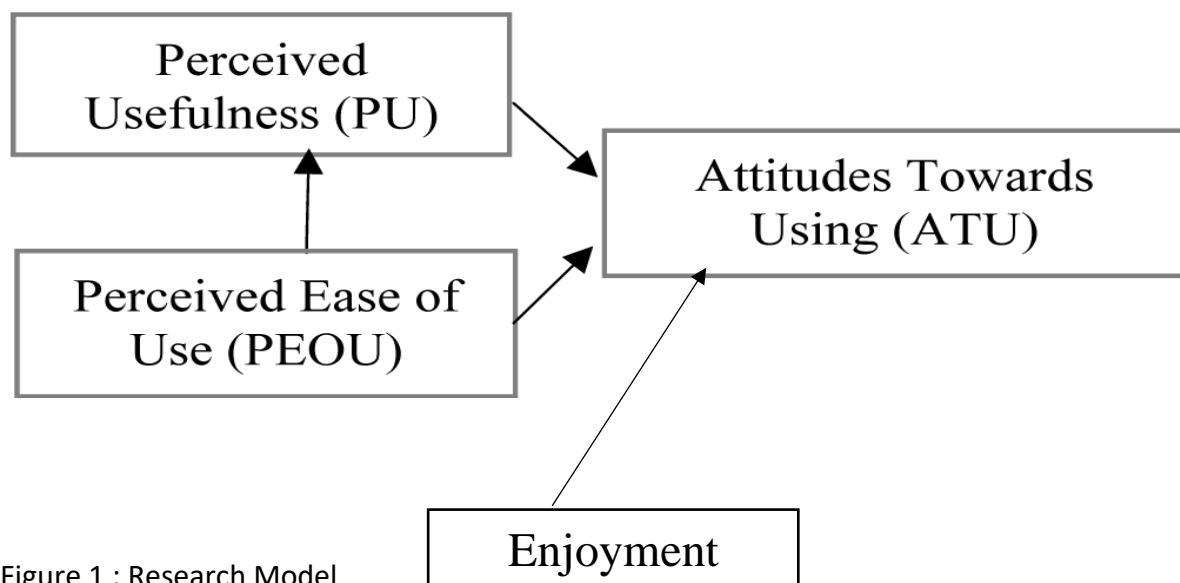 Perceived
Usefulness (PU)
Attitudes Towards
Using (ATU)
Perceived Ease of
Use (PEOU)
Enjoyment
Figure 1 : Research Model